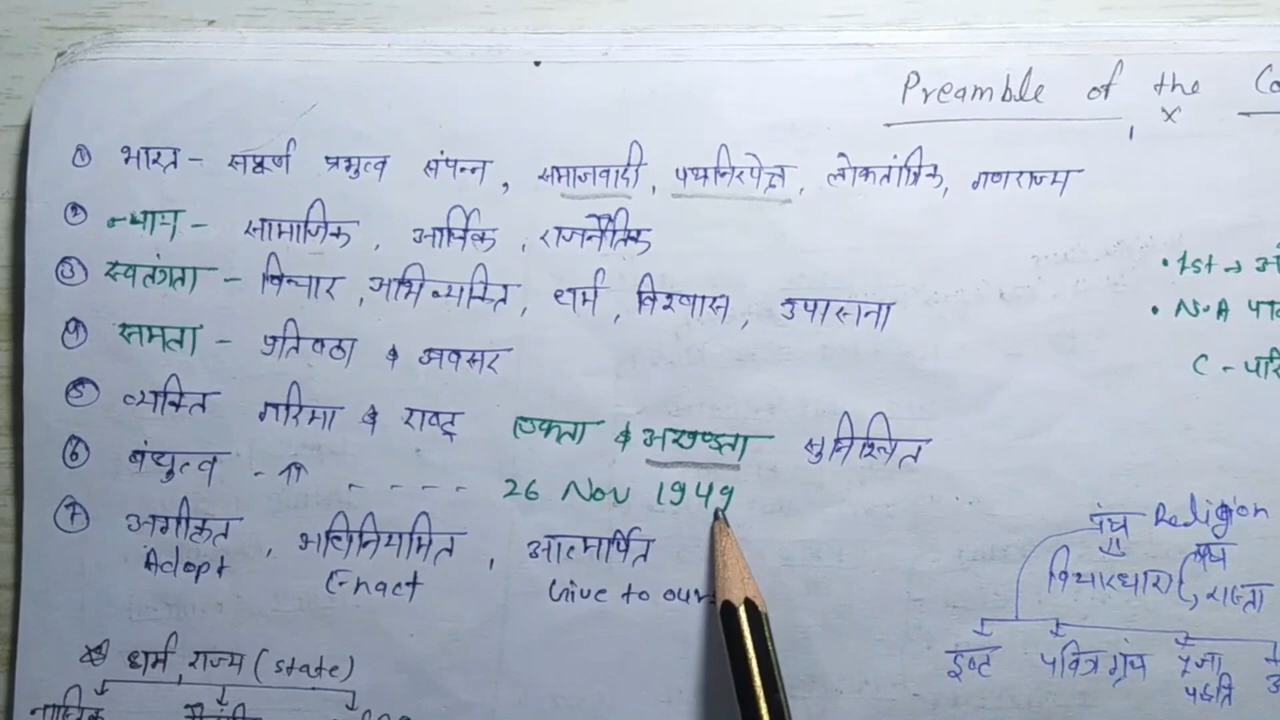 Preamble of the
① भारत - सम्पूर्ण प्रभुत्व संपन्न, समाजवादी, पंथनिरपेक्ष, लोकतांत्रिक, गणराज्य
② न्याय - सामाजिक, आर्थिक, राजनैतिक
③ स्वतंत्रता - विचार, अभिव्यक्ति, धर्म, विश्वास, उपासना
④ समता - प्रतिष्ठा & अवसर
⑤ व्यक्ति गरिमा & राष्ट्र एकता & अखण्डता सुनिश्चित
⑥ बंधुत्व - 26 Nov 1949
⑦ अंगीकृत, अधिनियमित, आत्मार्पित
Adopt Enact Give to our
धर्म, राज्य (State)
• 1st →
• N.A
C -
पंथ Religion
विचारधारा
इष्ट पवित्र ग्रंथ पूजा
पद्धति